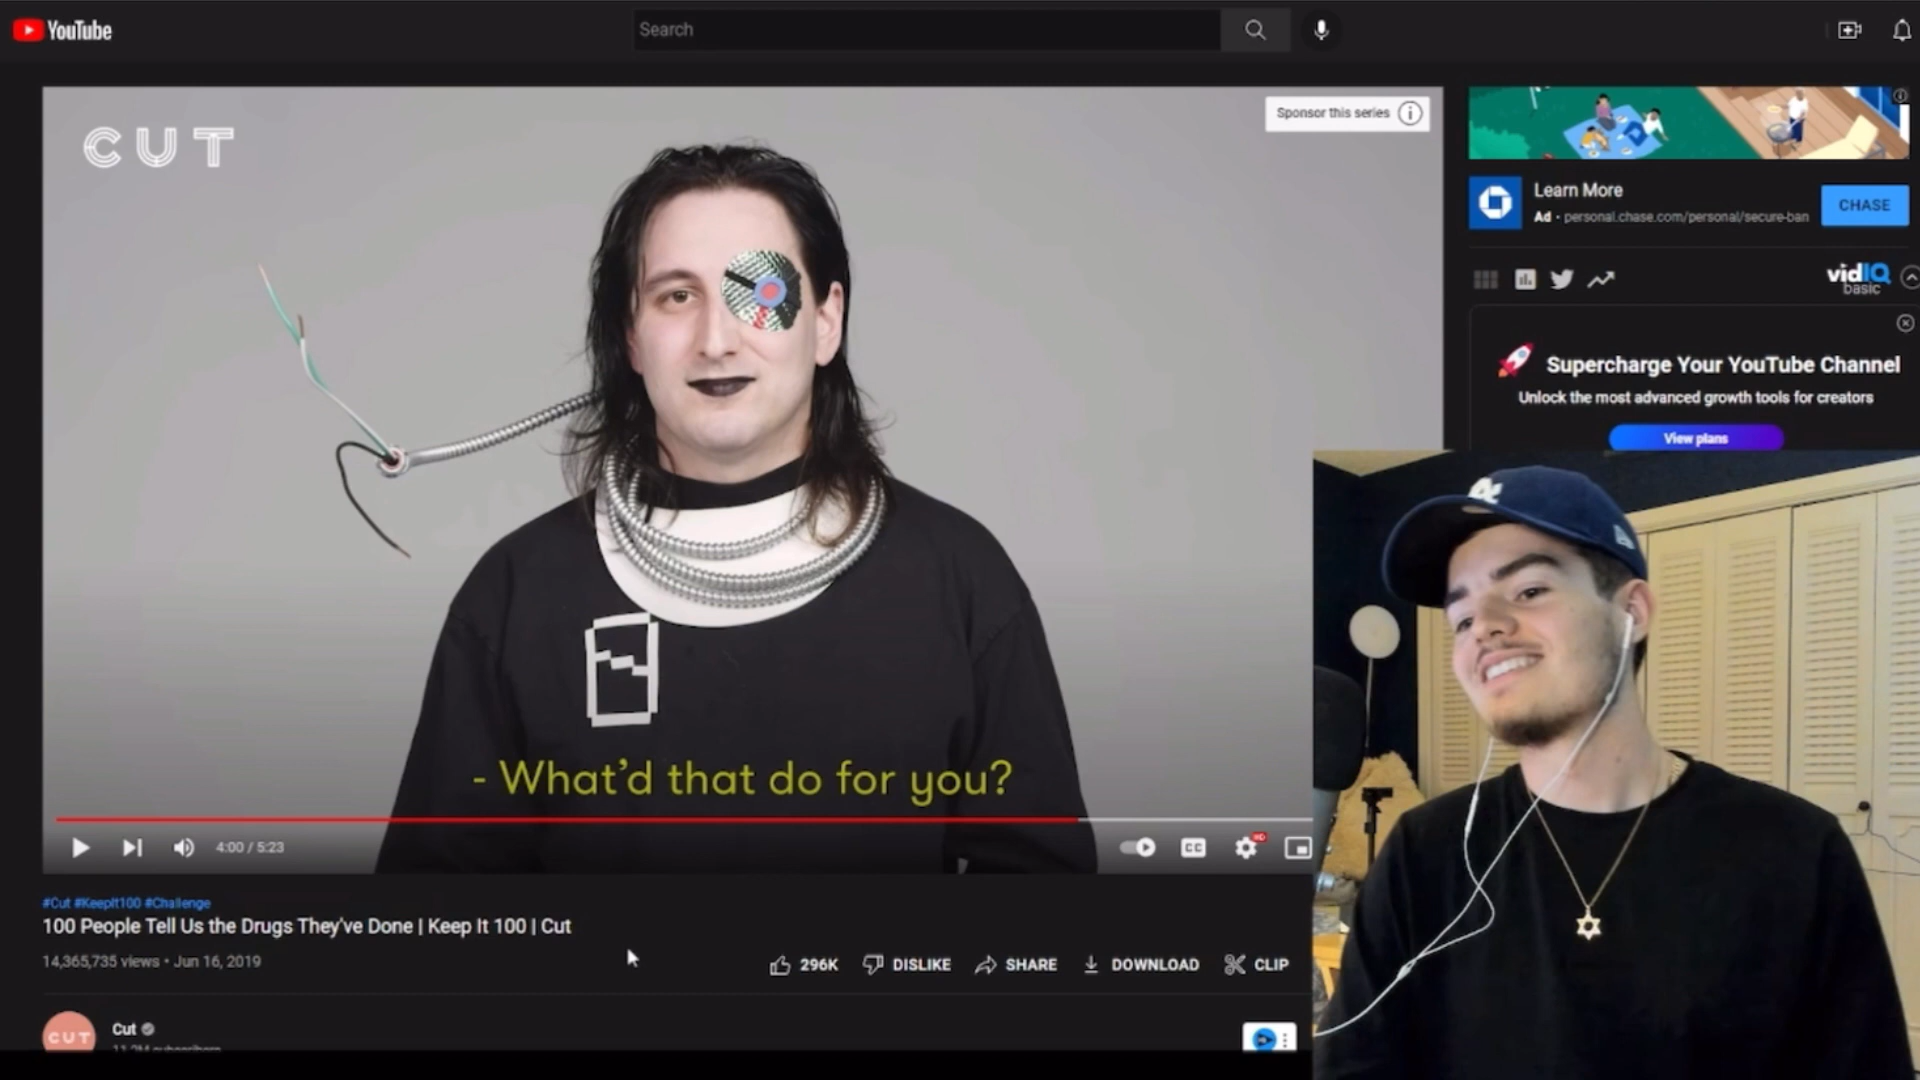 YouTube
Search
CUT
Sponsor this series
Learn More
Ad · personal.chase.com/personal/secure-ban
CHASE
vidIQ
basic
Supercharge Your YouTube Channel
Unlock the most advanced growth tools for creators
View plans
- What'd that do for you?
4:00 / 5:23
CC
HD
#Cut #KeepIt100 #Challenge
100 People Tell Us the Drugs They've Done | Keep It 100 | Cut
14,365,735 views • Jun 16, 2019
296K
DISLIKE
SHARE
DOWNLOAD
CLIP
CUT
Cut